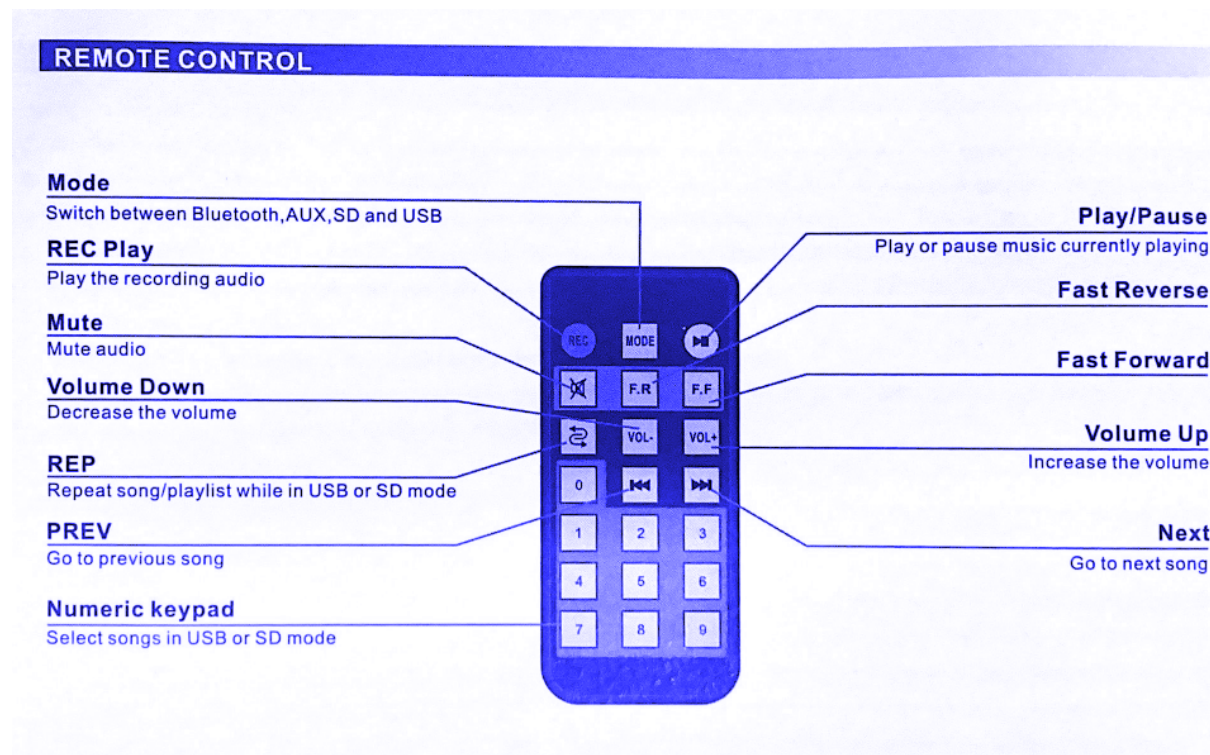 REMOTE CONTROL
Mode
Switch between Bluetooth,AUX,SD and USB
REC Play
Play the recording audio
Mute
Mute audio
Volume Down
Decrease the volume
REP
Repeat song/playlist while in USB or SD mode
PREV
Go to previous song
Numeric keypad
Select songs in USB or SD mode
REC
MODE
F.R
F.F
VOL-
VOL+
0
1
2
3
4
5
6
7
8
9
Play/Pause
Play or pause music currently playing
Fast Reverse
Fast Forward
Volume Up
Increase the volume
Next
Go to next song